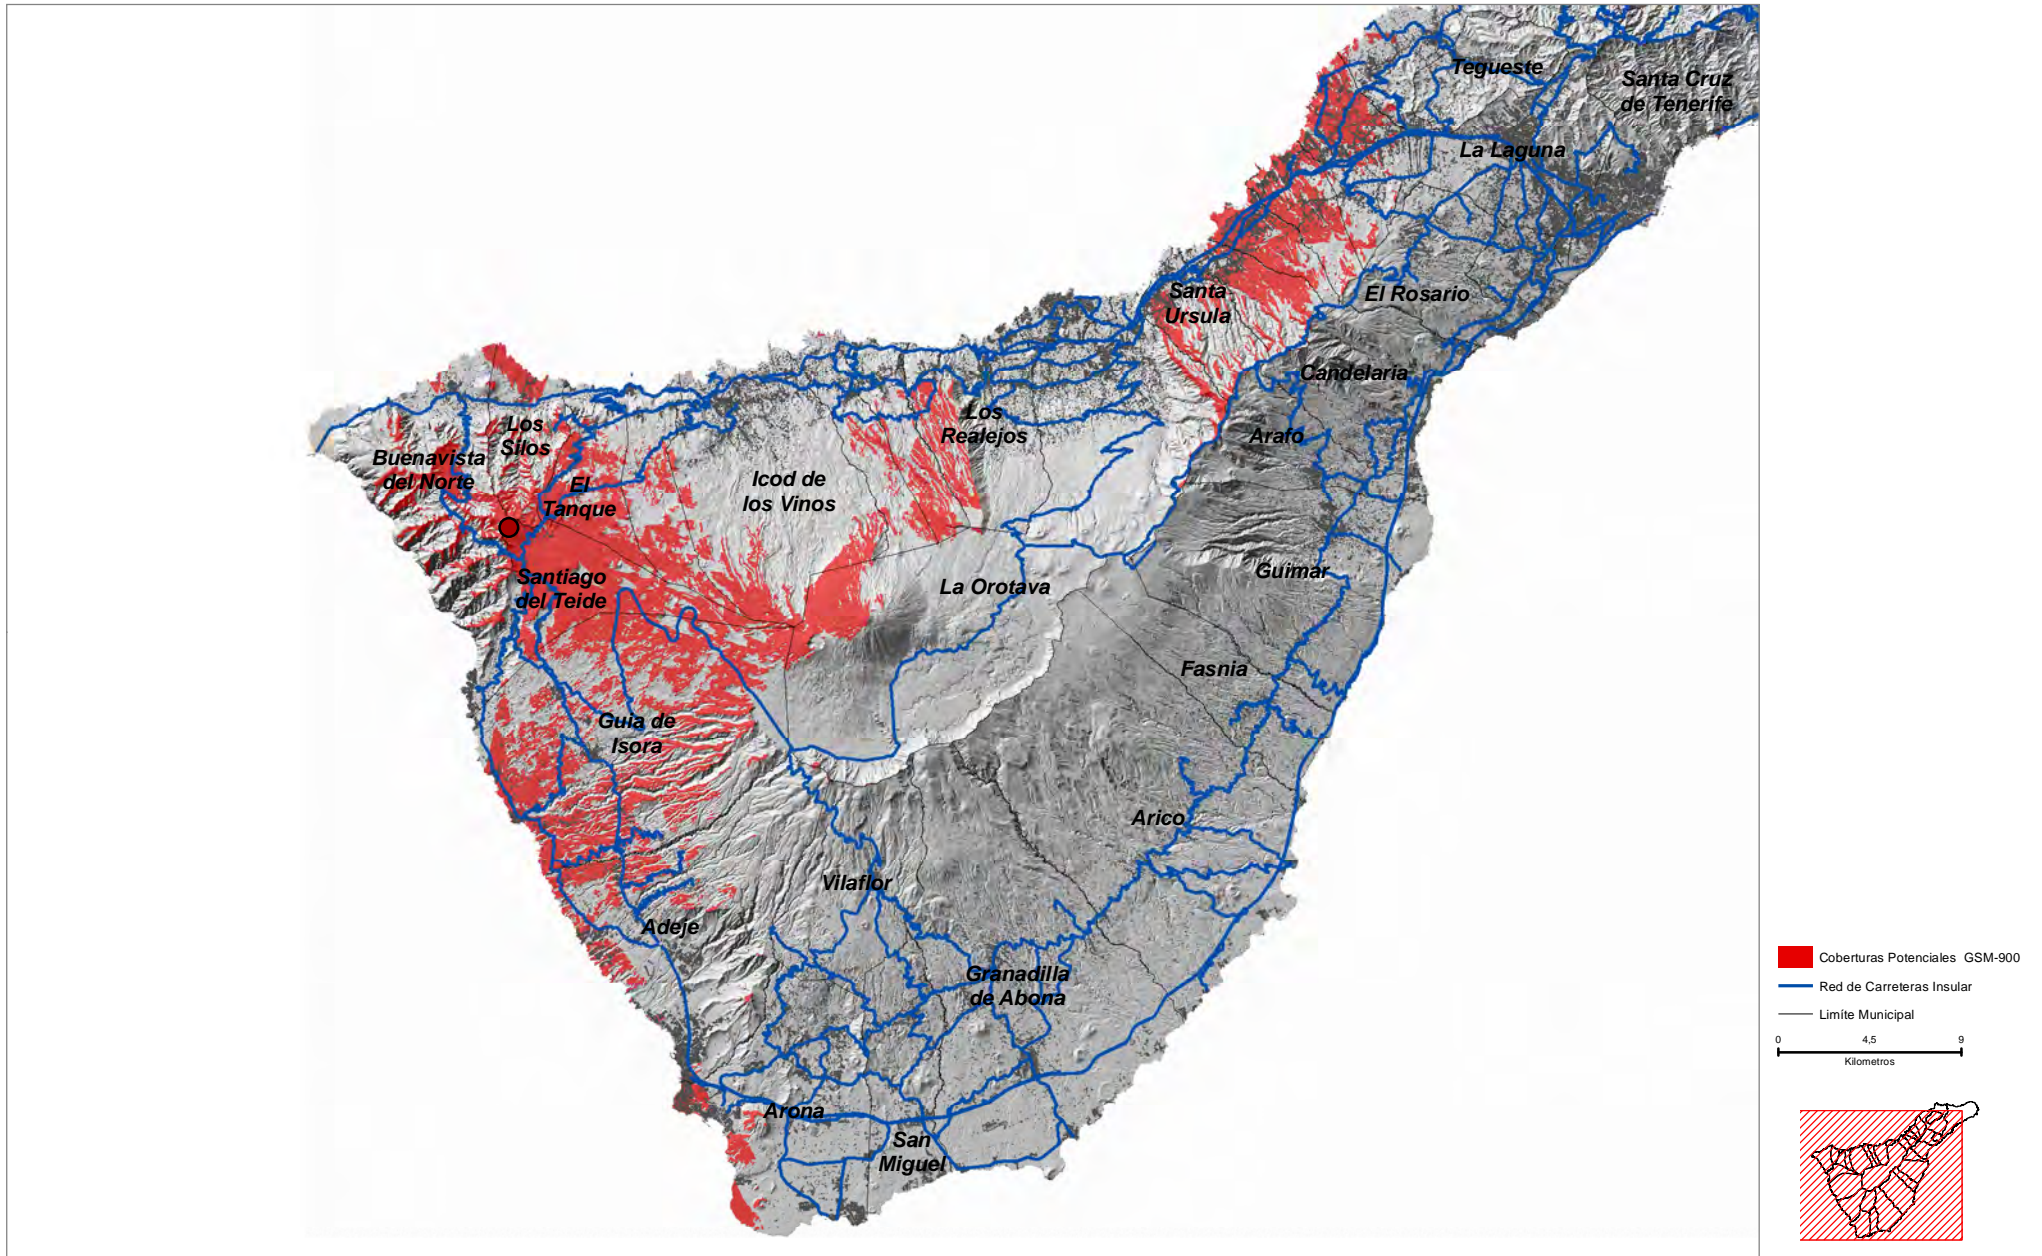 Tegueste
Santa Cruz
de Tenerife
La Laguna
Santa
Ursula
El Rosario
Candelaria
Los
Silos
Los
Realejos
Arafo
Buenavista
del Norte
El
Tanque
Icod de
los Vinos
Santiago
del Teide
La Orotava
Guimar
Fasnia
Guia de
Isora
Arico
Vilaflor
Adeje
Granadilla
de Abona
Arona
San
Miguel
Coberturas Potenciales GSM-900
Red de Carreteras Insular
Limíte Municipal
0 4,5 9
Kilometros